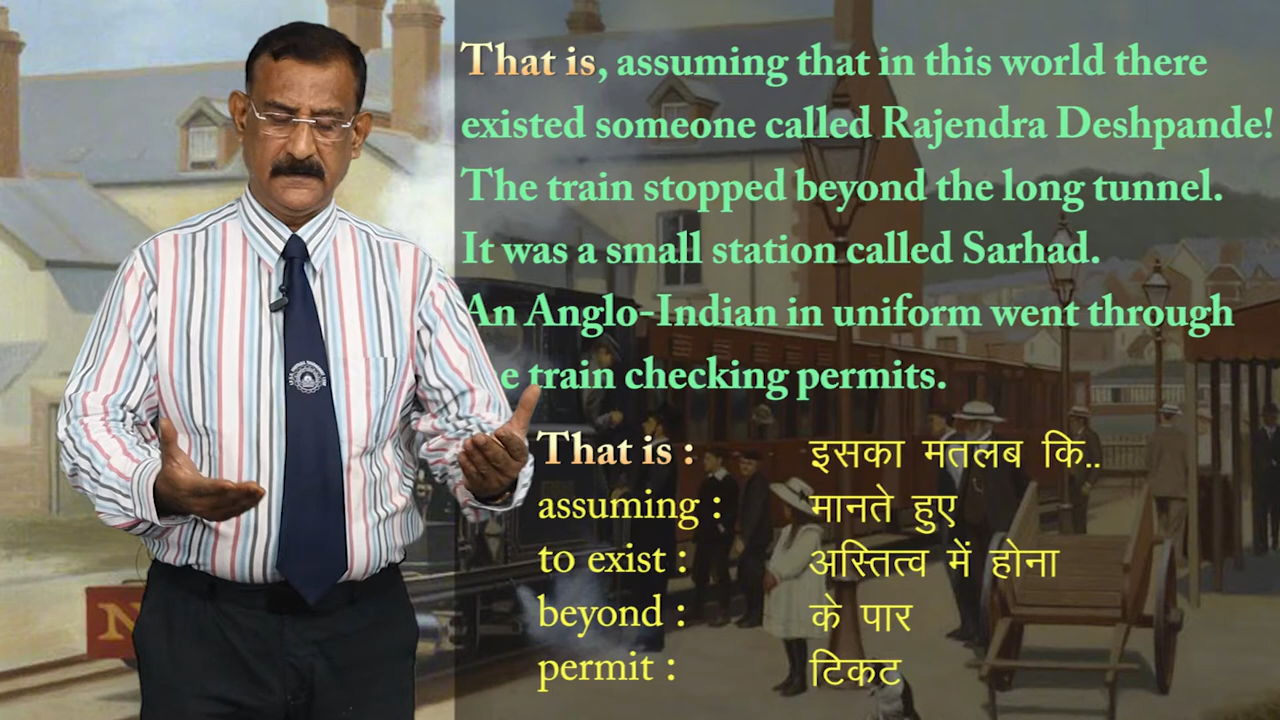 That is, assuming that in this world there
existed someone called Rajendra Deshpande!
The train stopped beyond the long tunnel.
It was a small station called Sarhad.
An Anglo-Indian in uniform went through
e train checking permits.
That is : इसका मतलब कि..
assuming : मानते हुए
to exist : अस्तित्व में होना
beyond : के पार
permit : टिकट
N